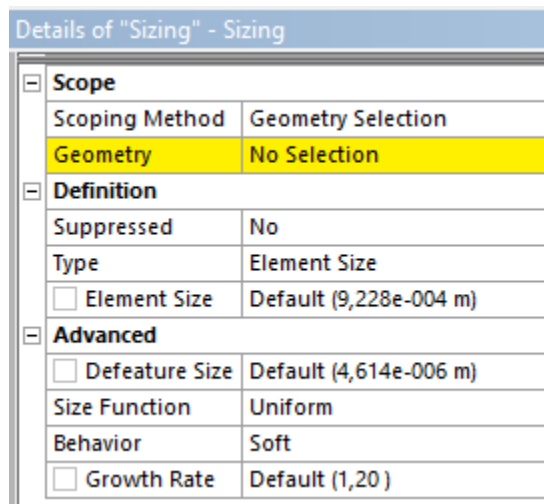 Details of "Sizing" - Sizing
Scope
Scoping Method Geometry Selection
Geometry No Selection
Definition
Suppressed No
Type Element Size
Element Size Default (9,228e-004 m)
Advanced
Defeature Size Default (4,614e-006 m)
Size Function Uniform
Behavior Soft
Growth Rate Default (1,20 )